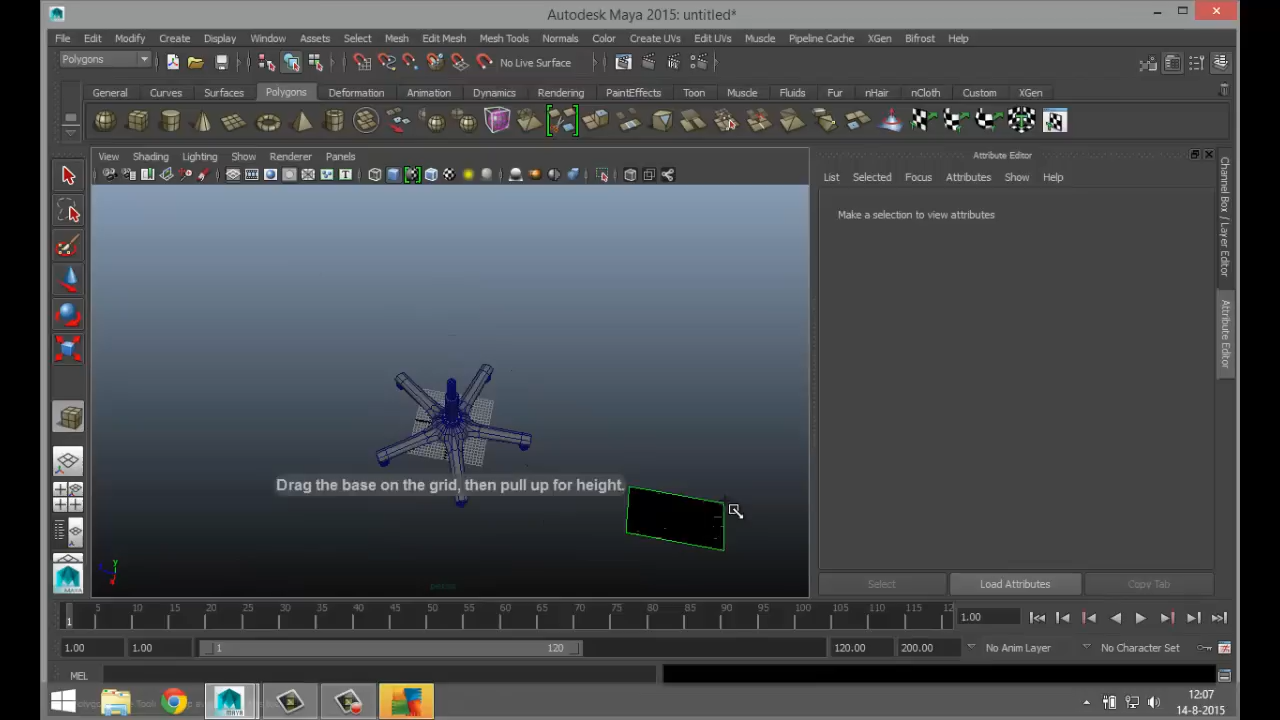 Autodesk Maya 2015: untitled*
File Edit Modify Create Display Window Assets Select Mesh Edit Mesh Mesh Tools Normals Color Create UVs Edit UVs Muscle Pipeline Cache XGen Bifrost Help
Polygons No Live Surface
General Curves Surfaces Polygons Deformation Animation Dynamics Rendering PaintEffects Toon Muscle Fluids Fur nHair nCloth Custom XGen
View Shading Lighting Show Renderer Panels
Attribute Editor
List Selected Focus Attributes Show Help
Make a selection to view attributes
Channel Box / Layer Editor
Attribute Editor
Drag the base on the grid, then pull up for height.
y
z
persp
Select Load Attributes Copy Tab
5 10 15 20 25 30 35 40 45 50 55 60 65 70 75 80 85 90 95 100 105 110 115 12
1
1.00
1.00 1.00 1 120 120.00 200.00 No Anim Layer No Character Set
MEL
MAYA
12:07
14-8-2015